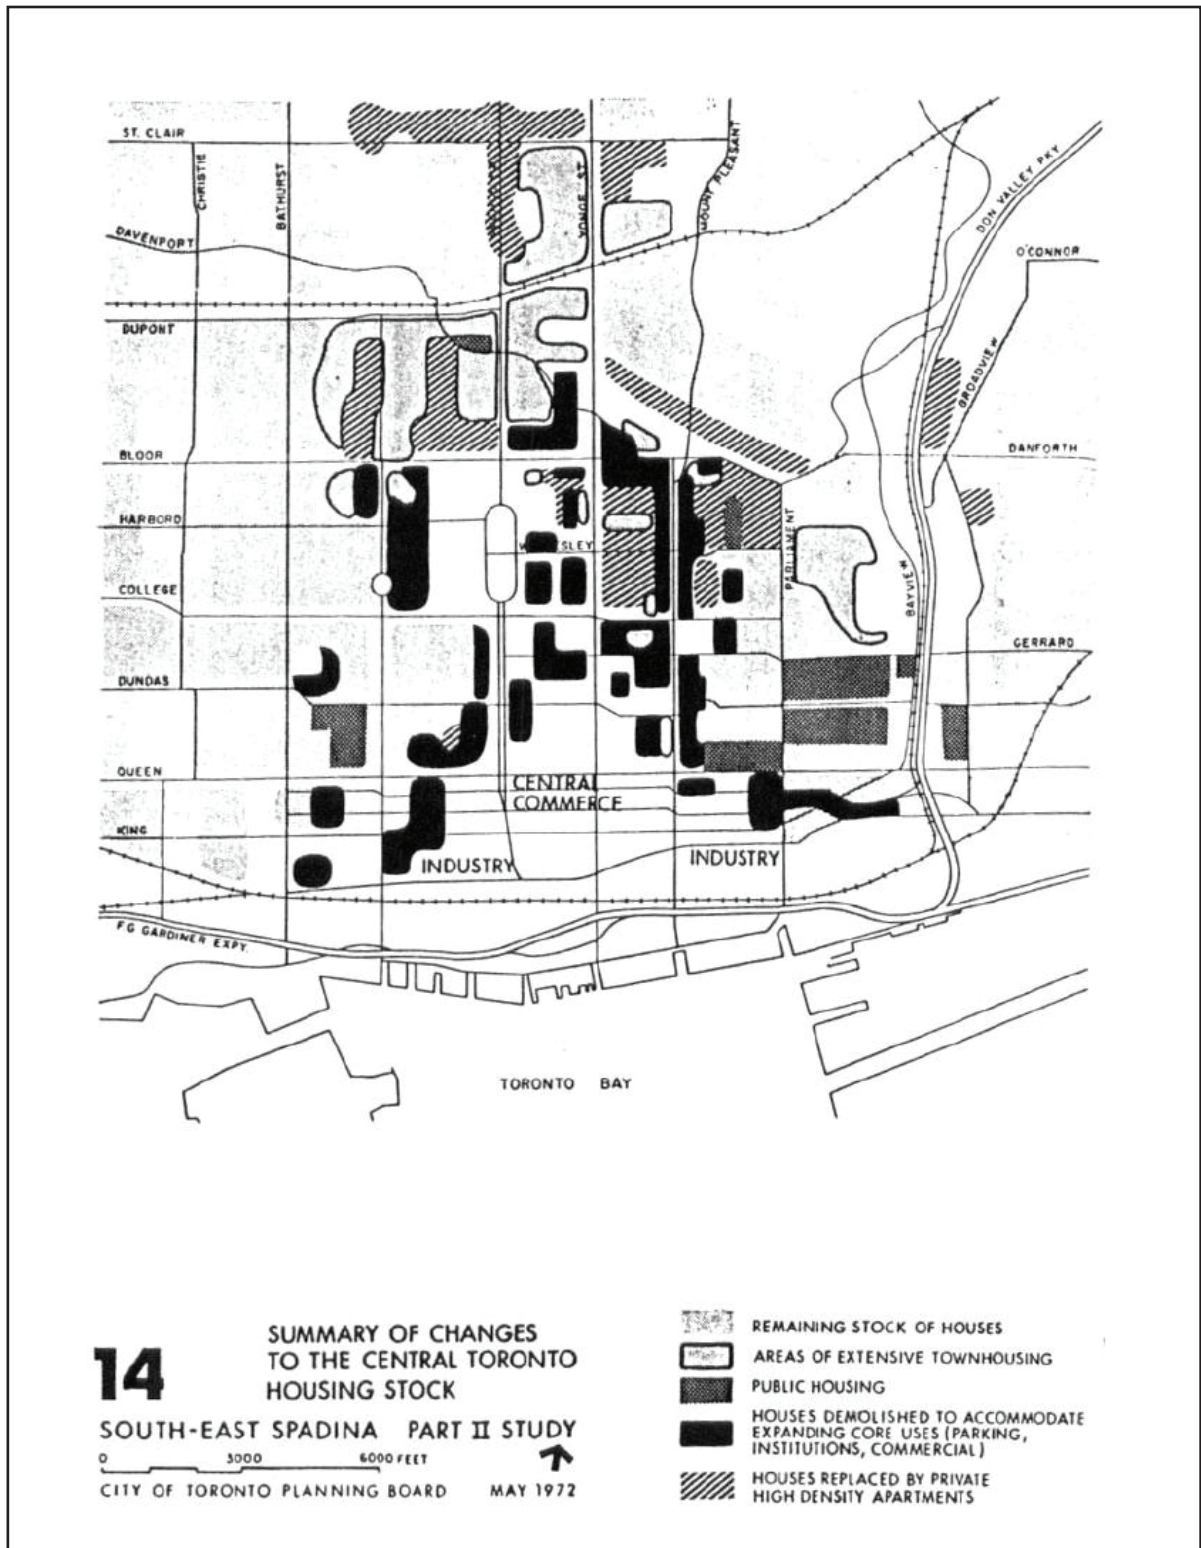 ST. CLAIR
CHRISTIE
BATHURST
YONGE ST
MOUNT PLEASANT
DON VALLEY PKY
DAVENPORT
O'CONNOR
DUPONT
BROADVIEW
BLOOR
DANFORTH
HARBORD
PARLIAMENT
COLLEGE
BAYVIEW
GERRARD
DUNDAS
QUEEN
CENTRAL
COMMERCE
KING
INDUSTRY
INDUSTRY
FG GARDINER EXPY.
TORONTO BAY
14
SUMMARY OF CHANGES
TO THE CENTRAL TORONTO
HOUSING STOCK
SOUTH-EAST SPADINA PART II STUDY
0 3000 6000 FEET
CITY OF TORONTO PLANNING BOARD MAY 1972
REMAINING STOCK OF HOUSES
AREAS OF EXTENSIVE TOWNHOUSING
PUBLIC HOUSING
HOUSES DEMOLISHED TO ACCOMMODATE
EXPANDING CORE USES (PARKING,
INSTITUTIONS, COMMERCIAL)
HOUSES REPLACED BY PRIVATE
HIGH DENSITY APARTMENTS